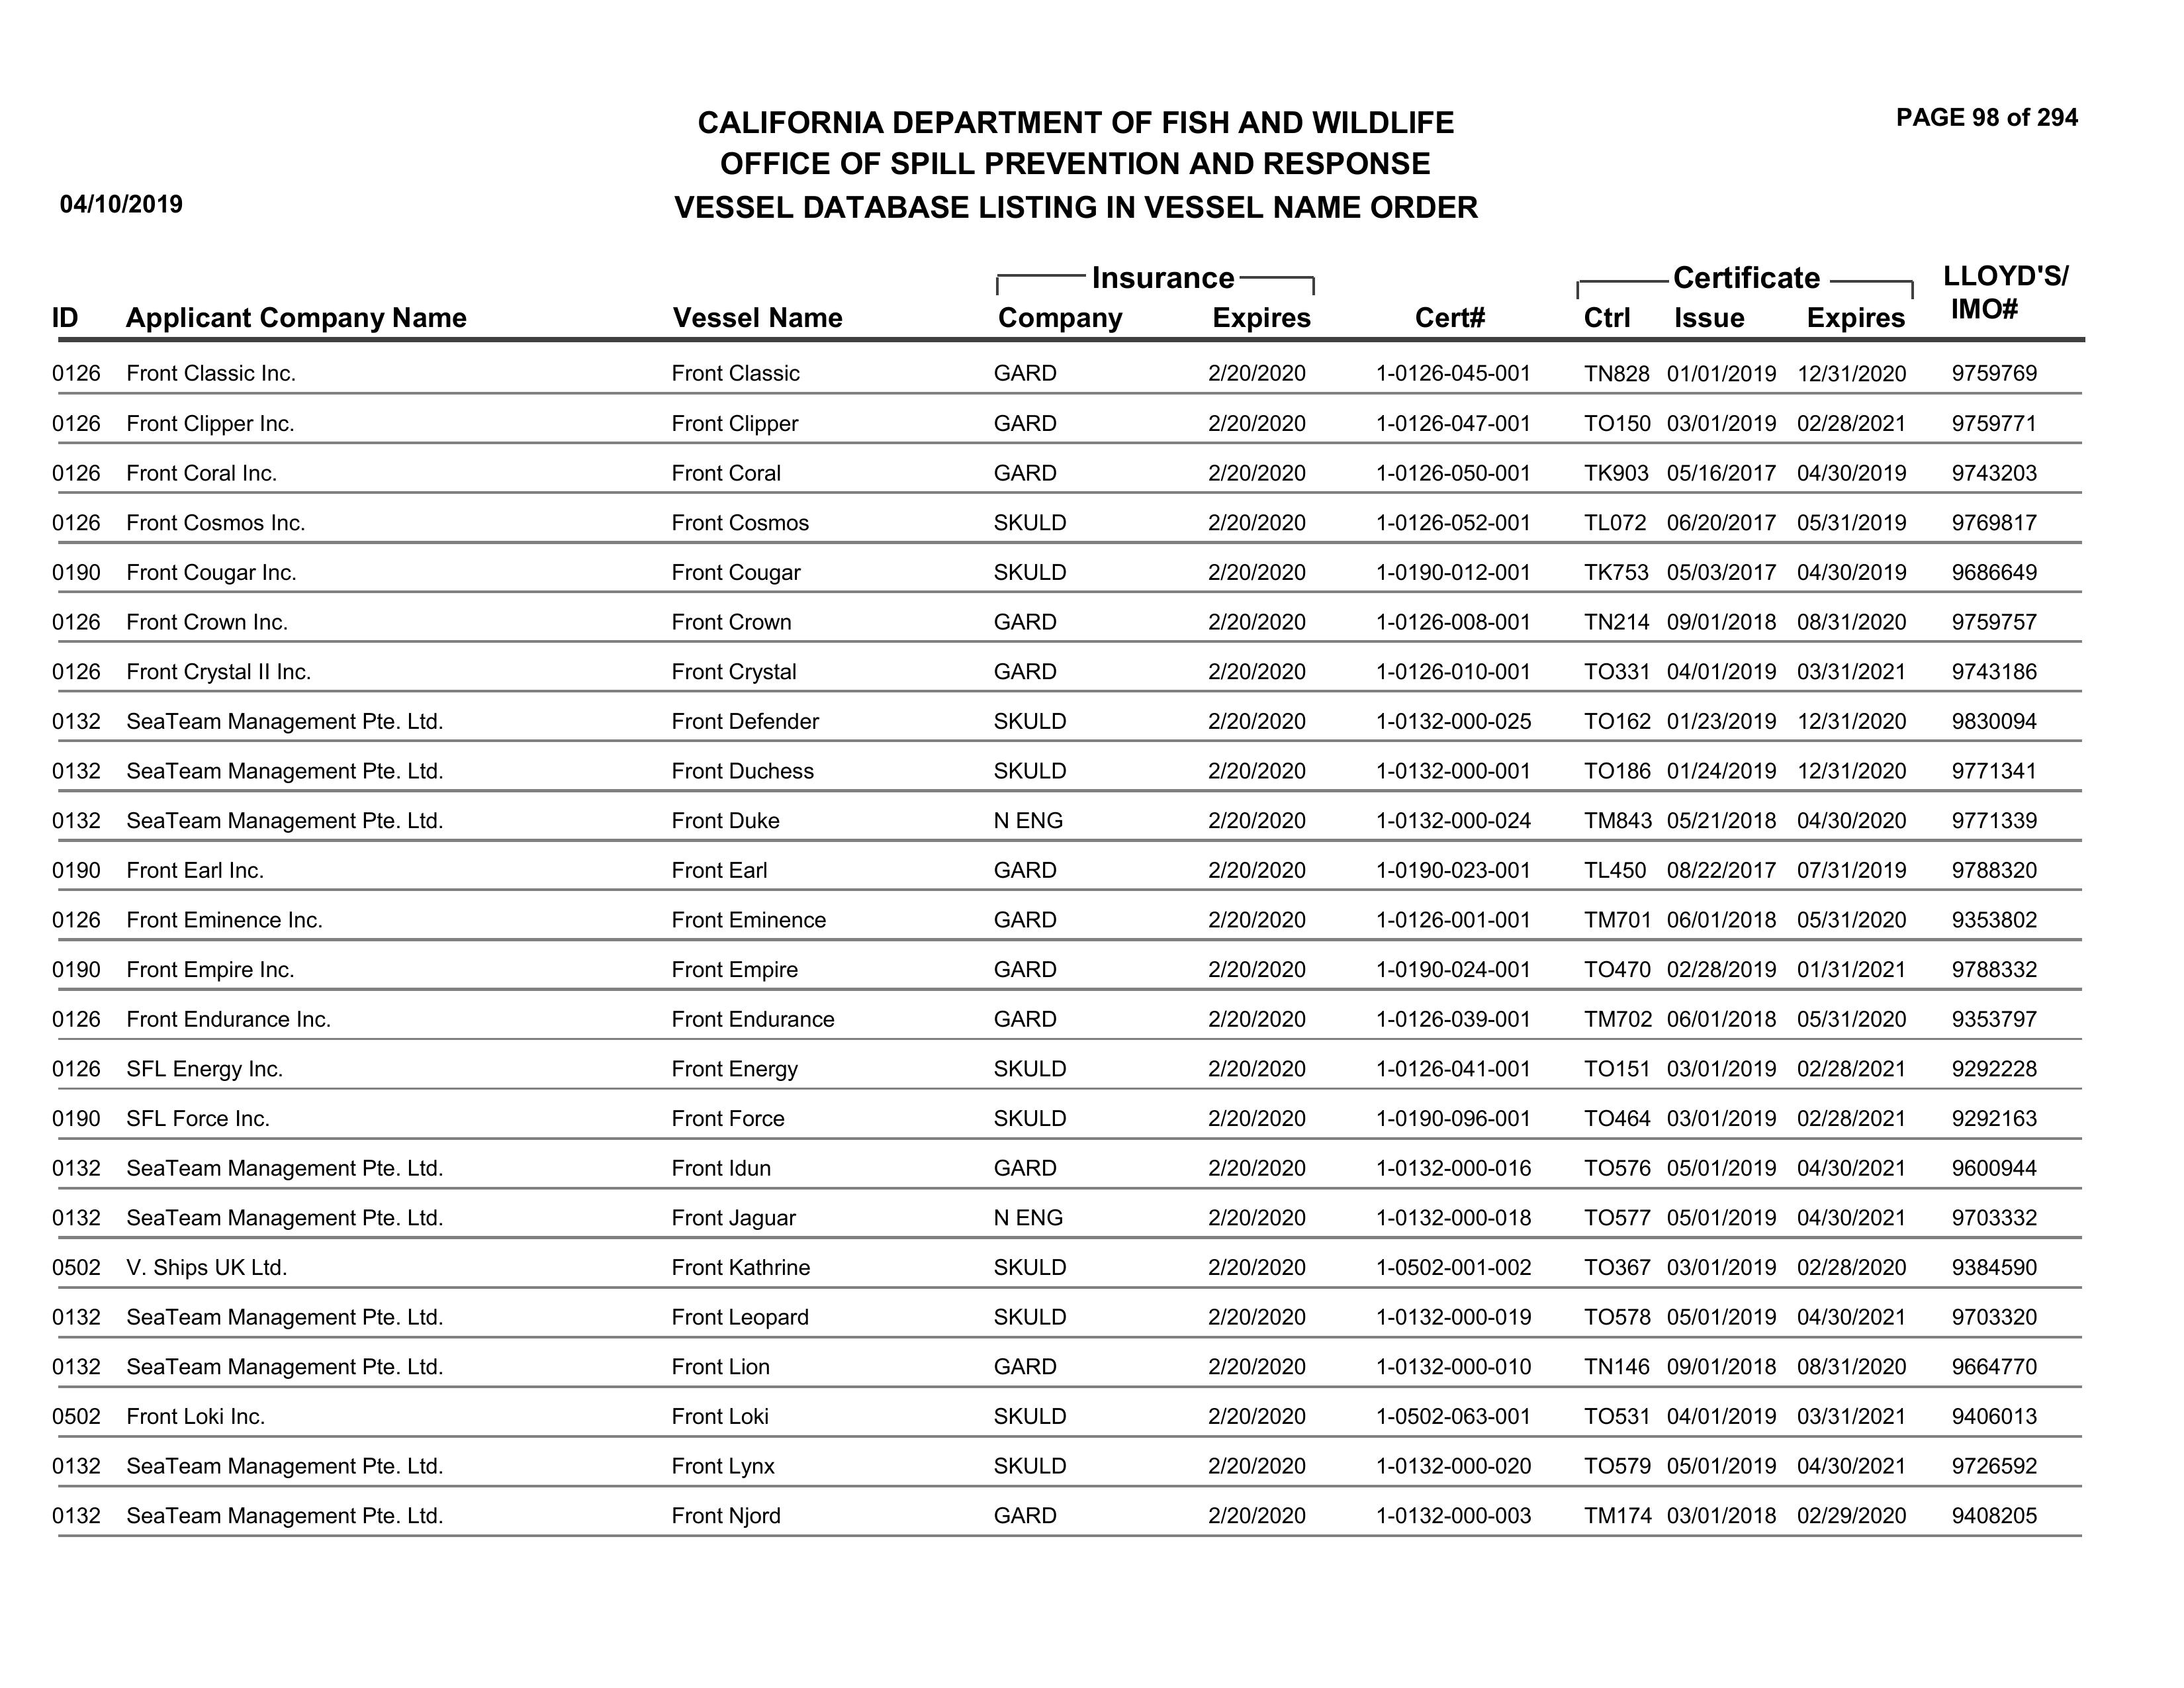 PAGE 98 of 294
CALIFORNIA DEPARTMENT OF FISH AND WILDLIFE
OFFICE OF SPILL PREVENTION AND RESPONSE
04/10/2019 VESSEL DATABASE LISTING IN VESSEL NAME ORDER
Insurance Certificate LLOYD'S/
ID Applicant Company Name Vessel Name Company Expires Cert# Ctrl Issue Expires IMO#
0126 Front Classic Inc. Front Classic GARD 2/20/2020 1-0126-045-001 TN828 01/01/2019 12/31/2020 9759769
0126 Front Clipper Inc. Front Clipper GARD 2/20/2020 1-0126-047-001 TO150 03/01/2019 02/28/2021 9759771
0126 Front Coral Inc. Front Coral GARD 2/20/2020 1-0126-050-001 TK903 05/16/2017 04/30/2019 9743203
0126 Front Cosmos Inc. Front Cosmos SKULD 2/20/2020 1-0126-052-001 TL072 06/20/2017 05/31/2019 9769817
0190 Front Cougar Inc. Front Cougar SKULD 2/20/2020 1-0190-012-001 TK753 05/03/2017 04/30/2019 9686649
0126 Front Crown Inc. Front Crown GARD 2/20/2020 1-0126-008-001 TN214 09/01/2018 08/31/2020 9759757
0126 Front Crystal II Inc. Front Crystal GARD 2/20/2020 1-0126-010-001 TO331 04/01/2019 03/31/2021 9743186
0132 SeaTeam Management Pte. Ltd. Front Defender SKULD 2/20/2020 1-0132-000-025 TO162 01/23/2019 12/31/2020 9830094
0132 SeaTeam Management Pte. Ltd. Front Duchess SKULD 2/20/2020 1-0132-000-001 TO186 01/24/2019 12/31/2020 9771341
0132 SeaTeam Management Pte. Ltd. Front Duke N ENG 2/20/2020 1-0132-000-024 TM843 05/21/2018 04/30/2020 9771339
0190 Front Earl Inc. Front Earl GARD 2/20/2020 1-0190-023-001 TL450 08/22/2017 07/31/2019 9788320
0126 Front Eminence Inc. Front Eminence GARD 2/20/2020 1-0126-001-001 TM701 06/01/2018 05/31/2020 9353802
0190 Front Empire Inc. Front Empire GARD 2/20/2020 1-0190-024-001 TO470 02/28/2019 01/31/2021 9788332
0126 Front Endurance Inc. Front Endurance GARD 2/20/2020 1-0126-039-001 TM702 06/01/2018 05/31/2020 9353797
0126 SFL Energy Inc. Front Energy SKULD 2/20/2020 1-0126-041-001 TO151 03/01/2019 02/28/2021 9292228
0190 SFL Force Inc. Front Force SKULD 2/20/2020 1-0190-096-001 TO464 03/01/2019 02/28/2021 9292163
0132 SeaTeam Management Pte. Ltd. Front Idun GARD 2/20/2020 1-0132-000-016 TO576 05/01/2019 04/30/2021 9600944
0132 SeaTeam Management Pte. Ltd. Front Jaguar N ENG 2/20/2020 1-0132-000-018 TO577 05/01/2019 04/30/2021 9703332
0502 V. Ships UK Ltd. Front Kathrine SKULD 2/20/2020 1-0502-001-002 TO367 03/01/2019 02/28/2020 9384590
0132 SeaTeam Management Pte. Ltd. Front Leopard SKULD 2/20/2020 1-0132-000-019 TO578 05/01/2019 04/30/2021 9703320
0132 SeaTeam Management Pte. Ltd. Front Lion GARD 2/20/2020 1-0132-000-010 TN146 09/01/2018 08/31/2020 9664770
0502 Front Loki Inc. Front Loki SKULD 2/20/2020 1-0502-063-001 TO531 04/01/2019 03/31/2021 9406013
0132 SeaTeam Management Pte. Ltd. Front Lynx SKULD 2/20/2020 1-0132-000-020 TO579 05/01/2019 04/30/2021 9726592
0132 SeaTeam Management Pte. Ltd. Front Njord GARD 2/20/2020 1-0132-000-003 TM174 03/01/2018 02/29/2020 9408205